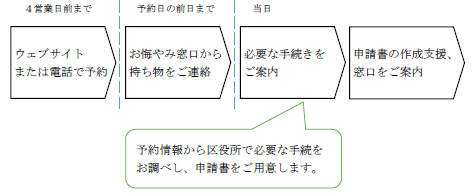 ４営業日前まで
予約日の前日まで
当日
ウェブサイト
または電話で予約
お悔やみ窓口から
持ち物をご連絡
必要な手続きを
ご案内
申請書の作成支援、
窓口をご案内
予約情報から区役所で必要な手続を
お調べし、申請書をご用意します。